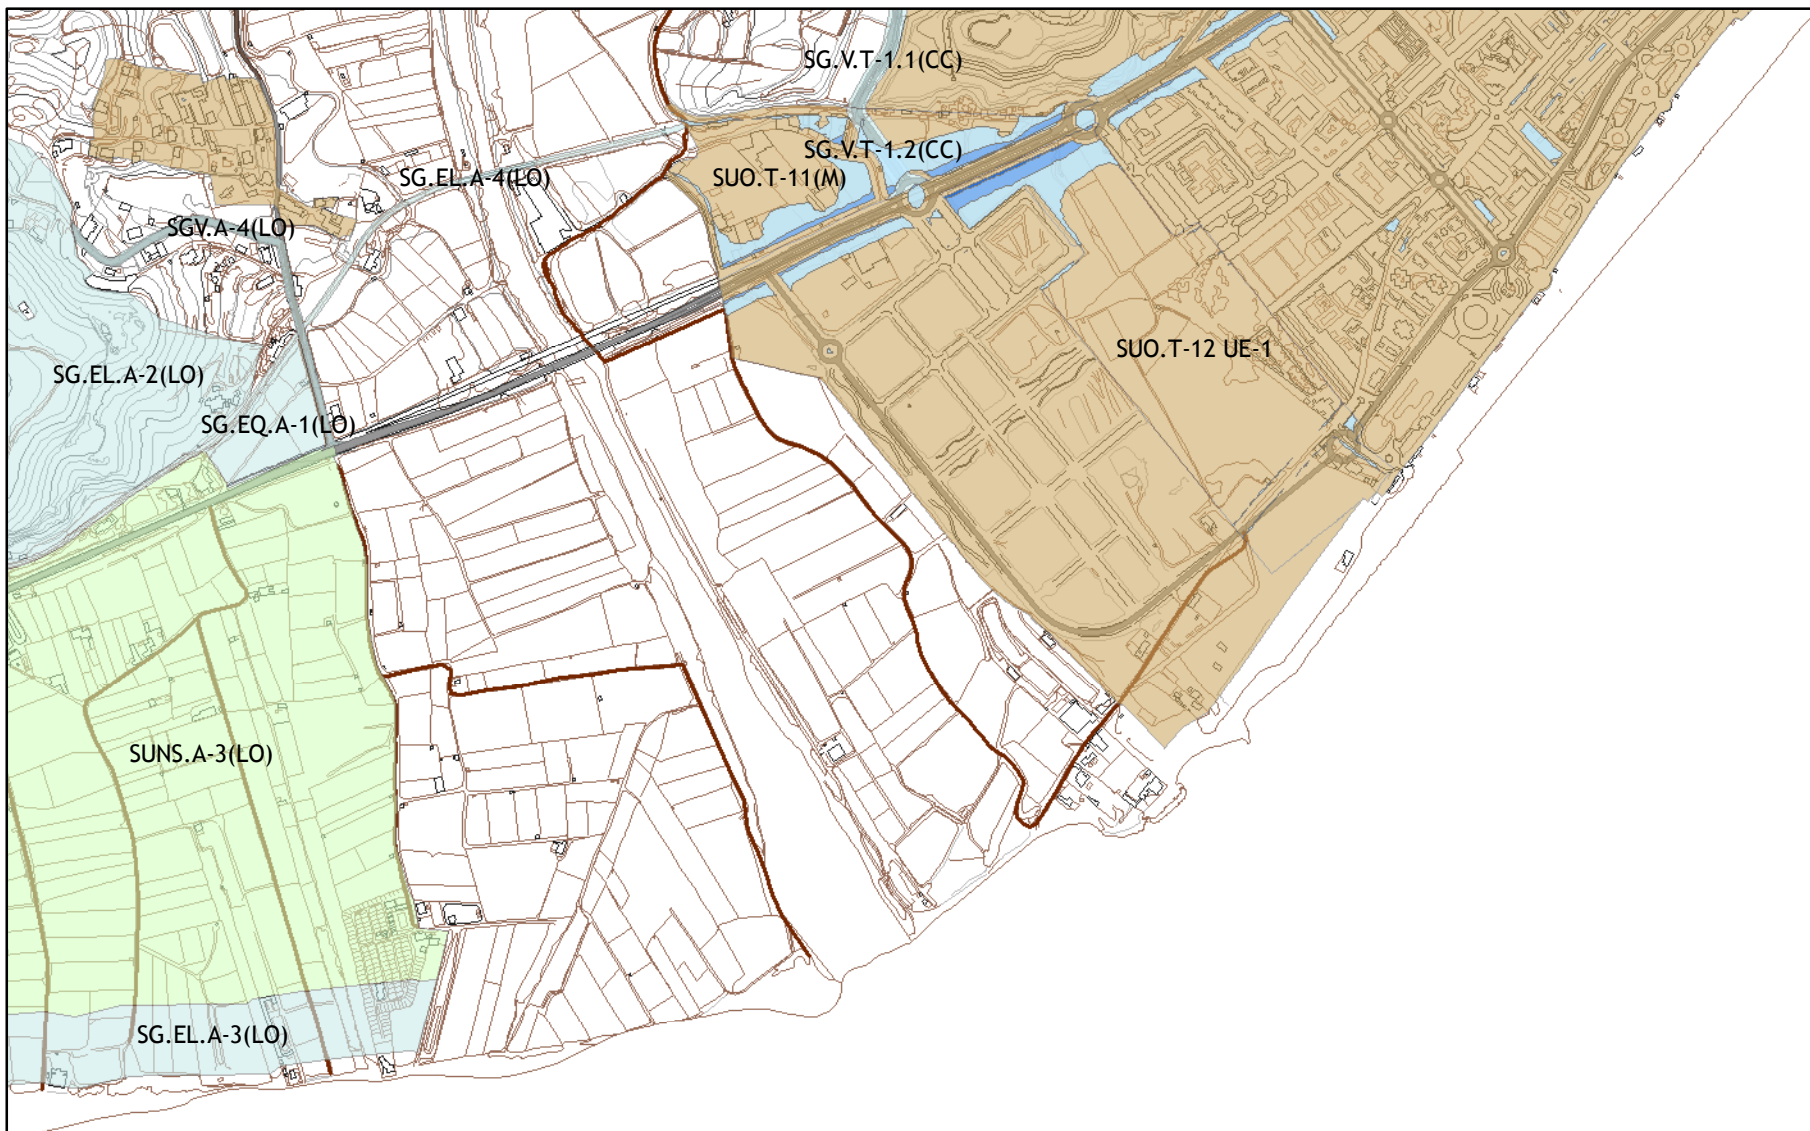 SG.V.T-1.1(CC)
SG.V.T-1.2(CC)
SG.EL.A-4(LO)
SUO.T-11(M)
SGV.A-4(LO)
SUO.T-12 UE-1
SG.EL.A-2(LO)
SG.EQ.A-1(LO)
SUNS.A-3(LO)
SG.EL.A-3(LO)